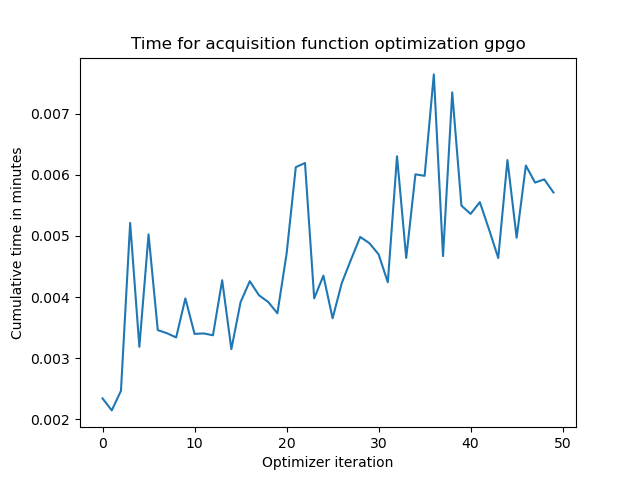 Time for acquisition function optimization gpgo
Cumulative time in minutes
0.007
0.006
0.005
0.004
0.003
0.002
0 10 20 30 40 50
Optimizer iteration